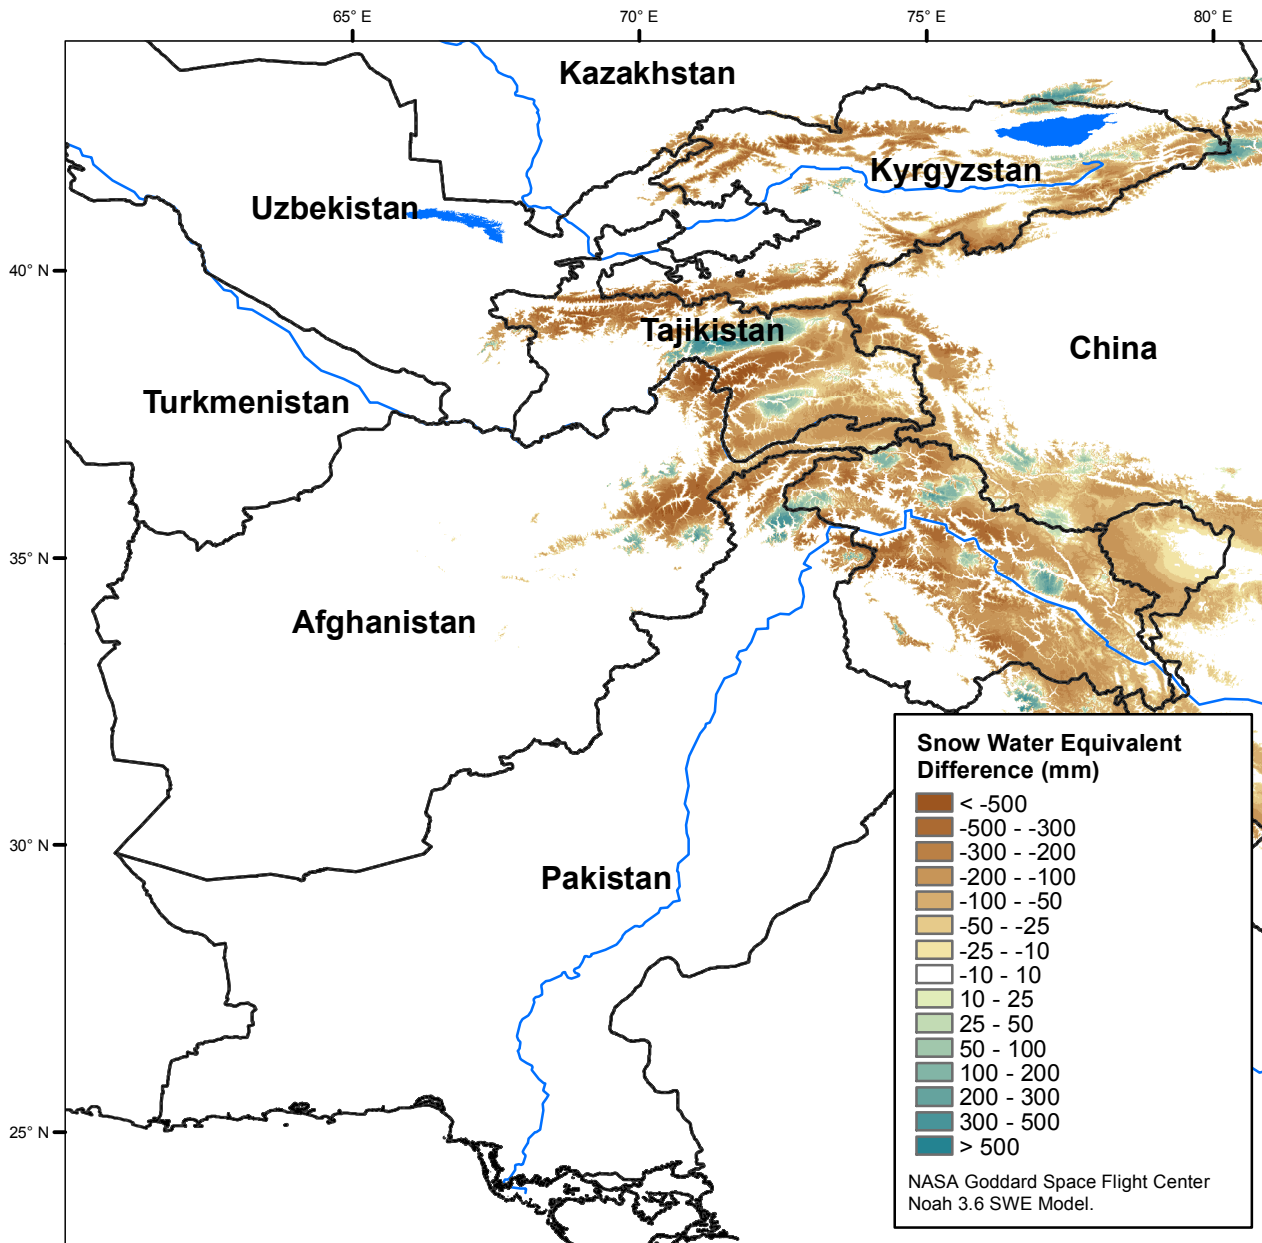 65° E
70° E
75° E
80° E
Kazakhstan
Kyrgyzstan
Uzbekistan
40° N
Tajikistan
China
Turkmenistan
35° N
Afghanistan
Snow Water Equivalent
Difference (mm)
< -500
-500 - -300
-300 - -200
-200 - -100
-100 - -50
-50 - -25
-25 - -10
-10 - 10
10 - 25
25 - 50
50 - 100
100 - 200
200 - 300
300 - 500
> 500
NASA Goddard Space Flight Center
Noah 3.6 SWE Model.
30° N
Pakistan
25° N